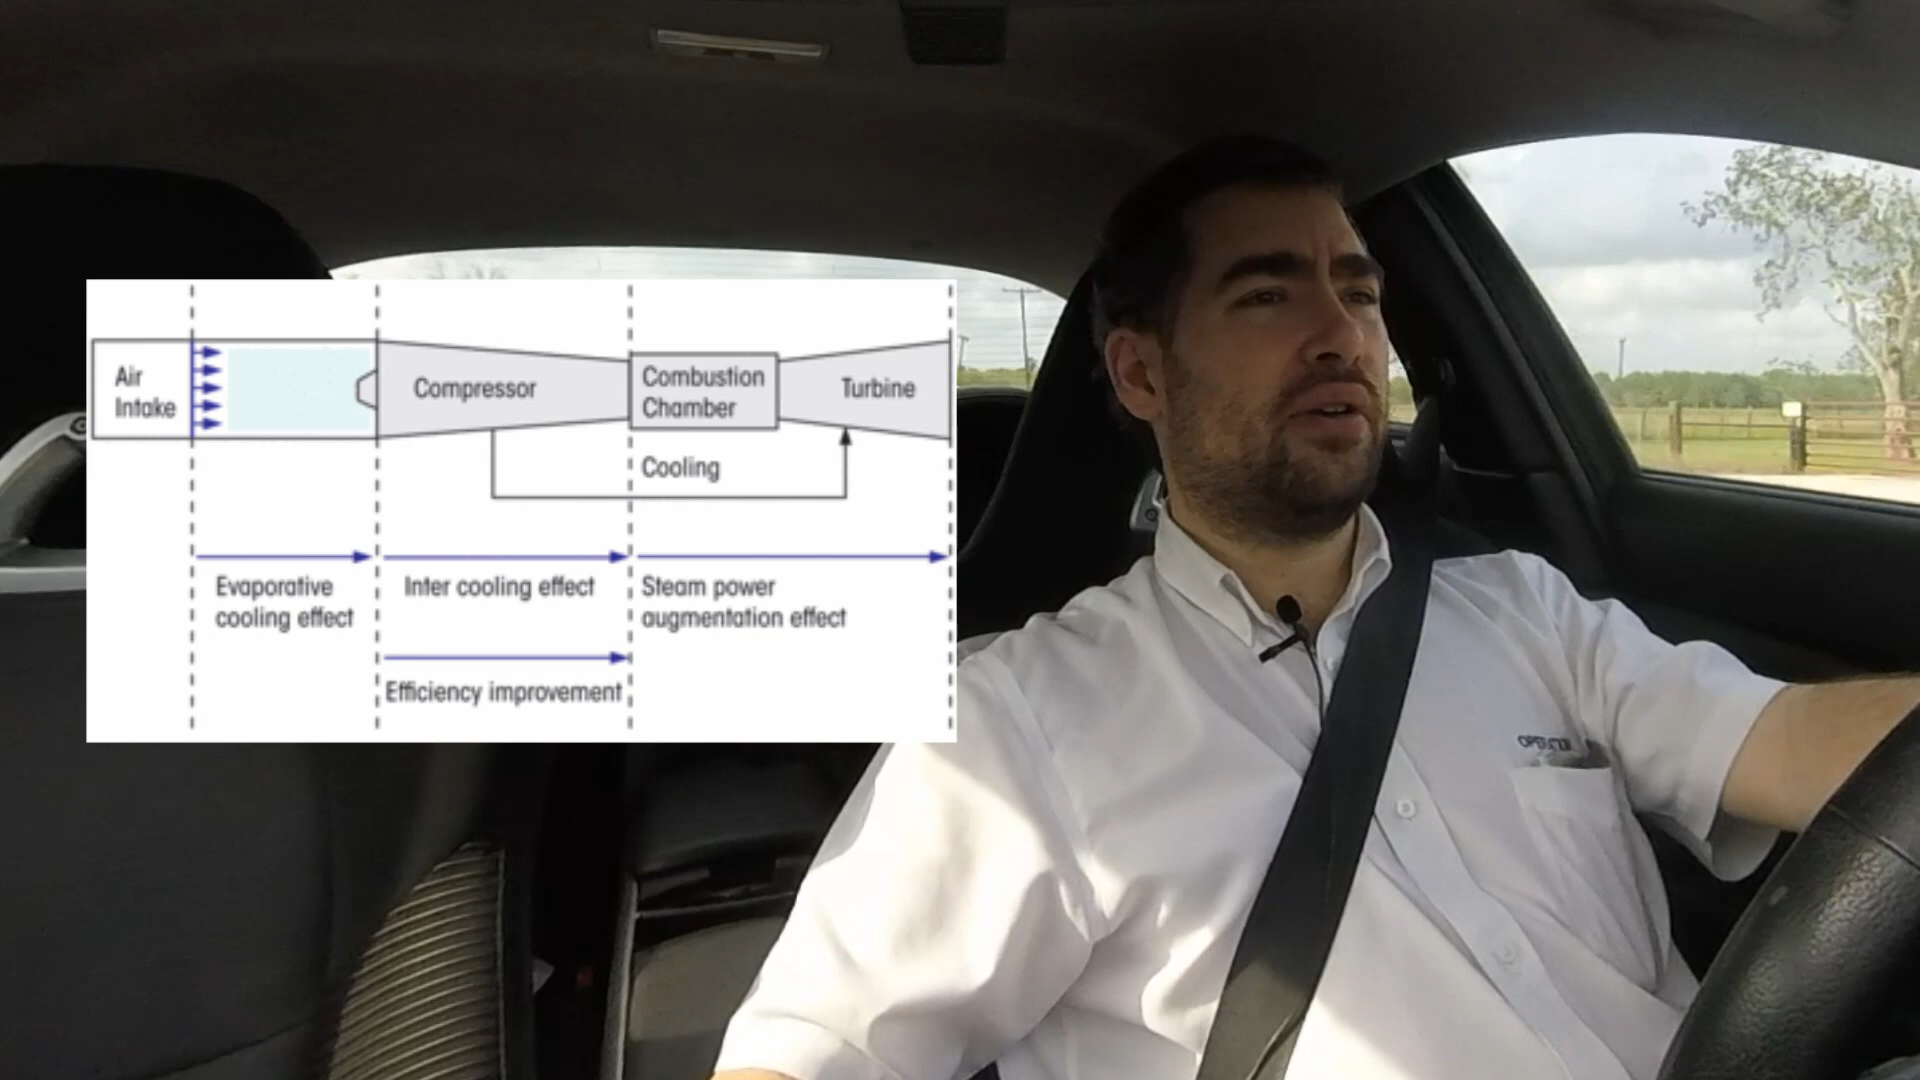 Air
Intake
Compressor
Combustion
Chamber
Turbine
Cooling
Evaporative
cooling effect
Inter cooling effect
Steam power
augmentation effect
Efficiency improvement